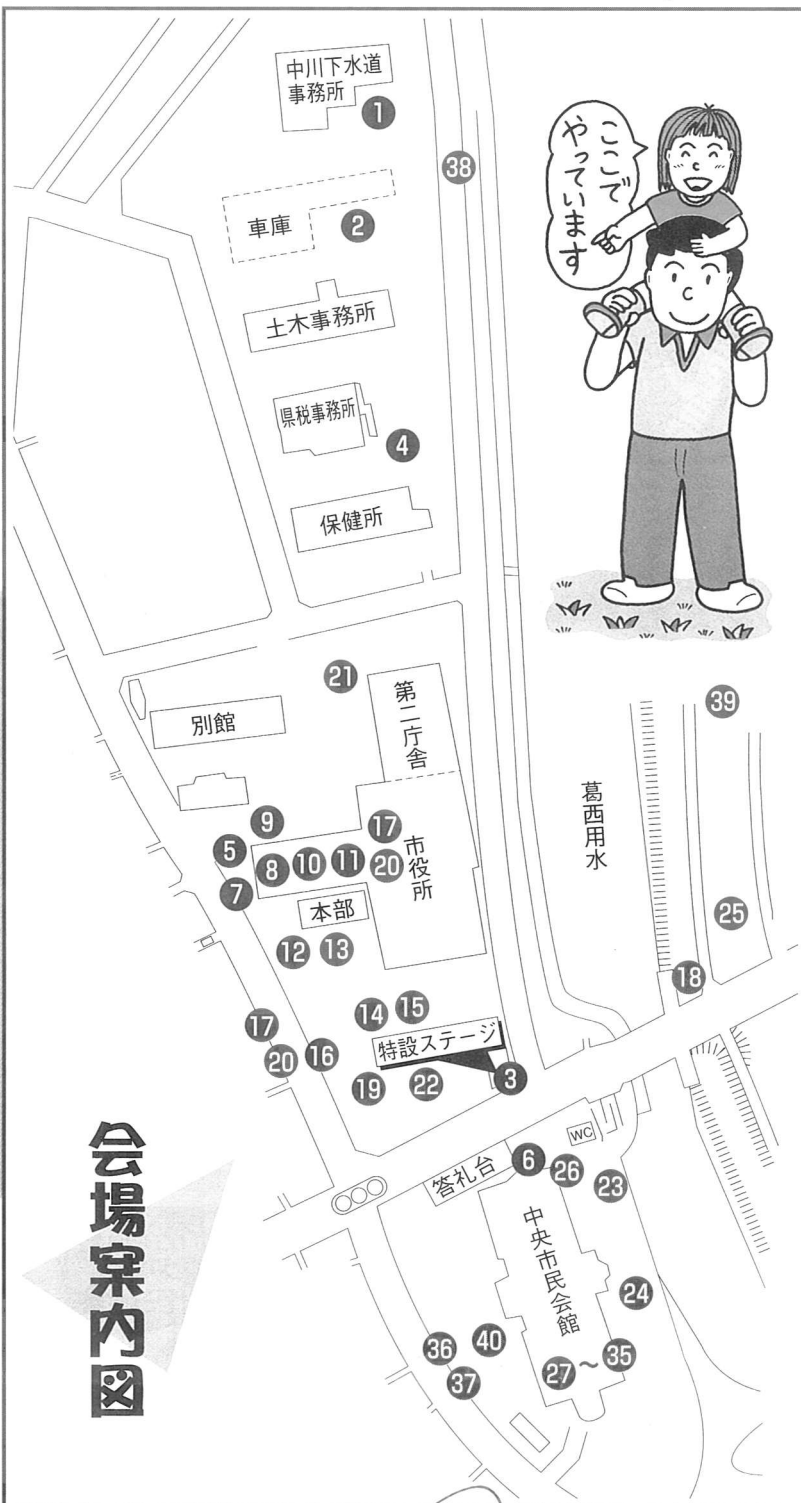 中川下水道
事務所
1
38
ここで
やっています
車庫
2
土木事務所
県税事務所
4
保健所
21
第二庁舎
別館
39
葛西用水
9
17
5
8
10
11
20
市役所
7
本部
25
12
13
18
14
15
17
16
20
特設ステージ
3
19
22
WC
答礼台
6
26
23
中央市民会館
24
36
40
37
27～35
会場案内図